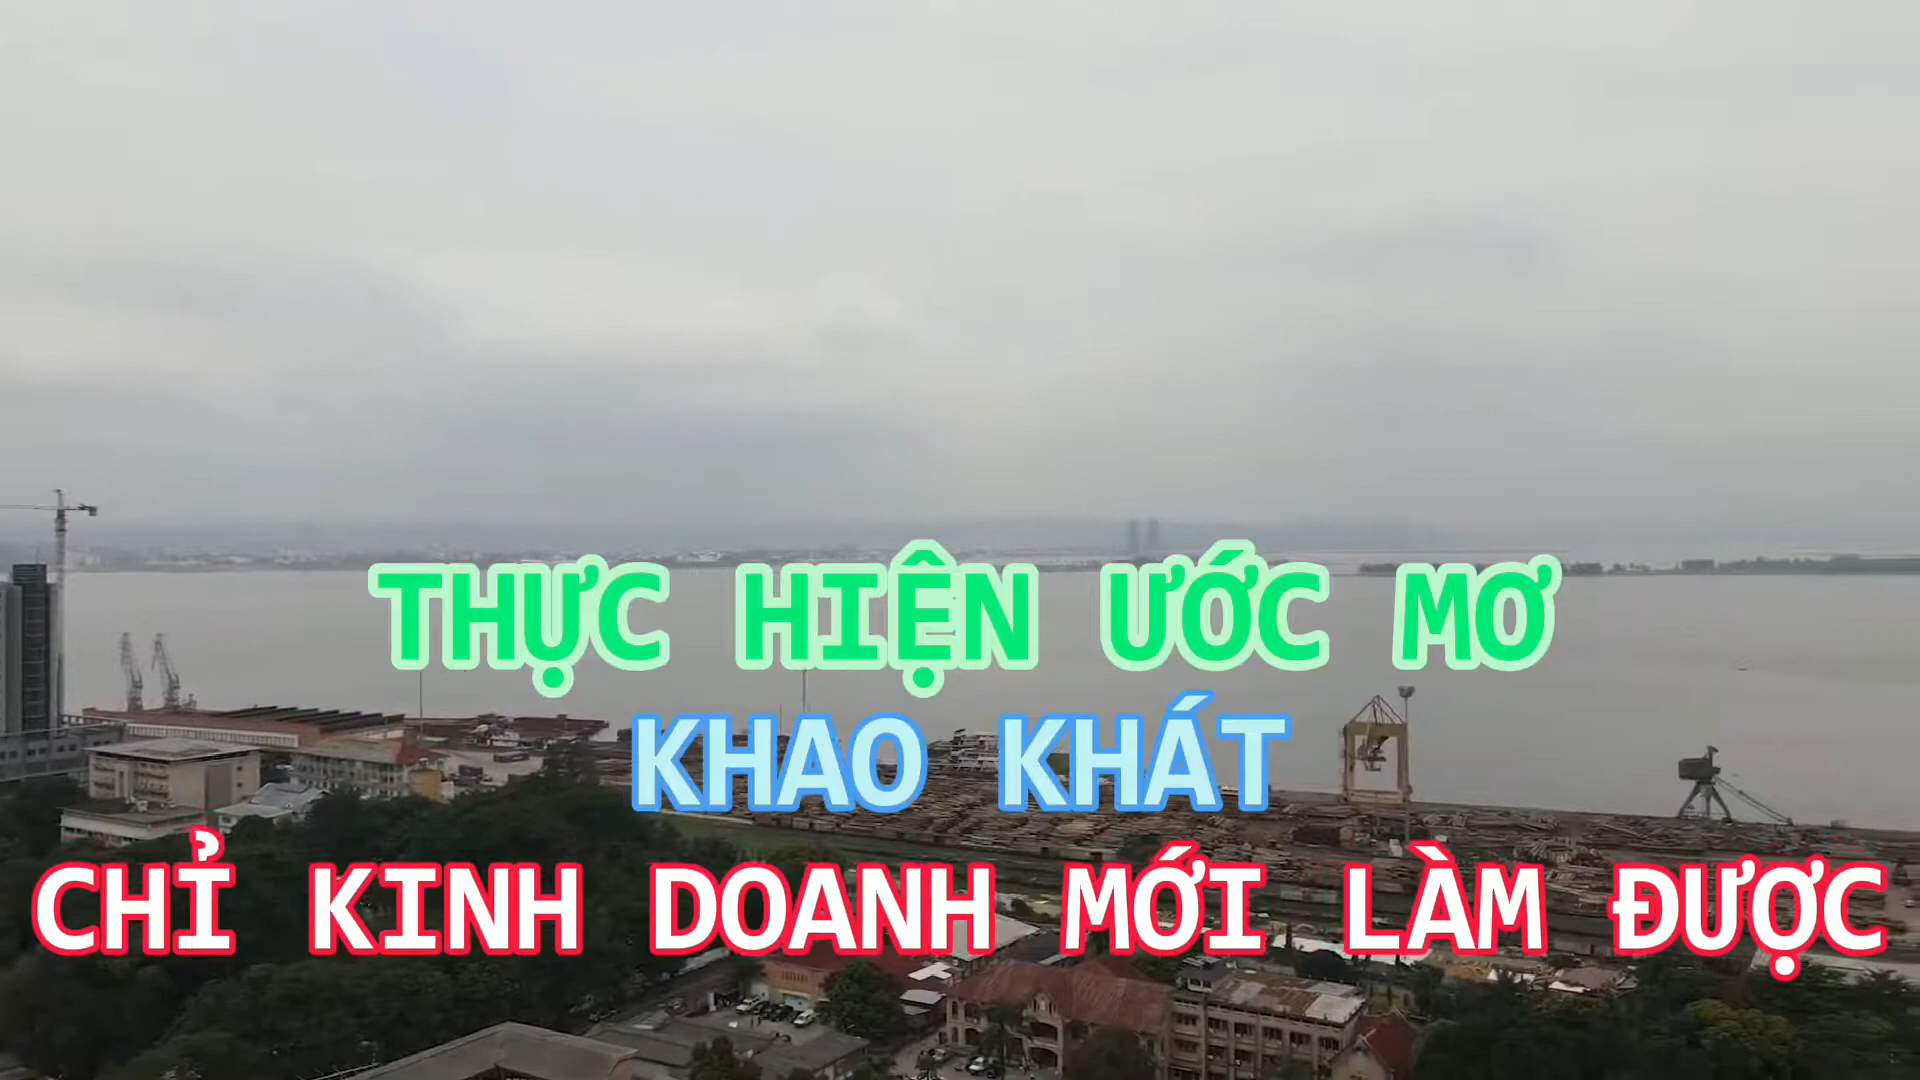 THỰC HIỆN ƯỚC MƠ
KHAO KHÁT
CHỈ KINH DOANH MỚI LÀM ĐƯỢC